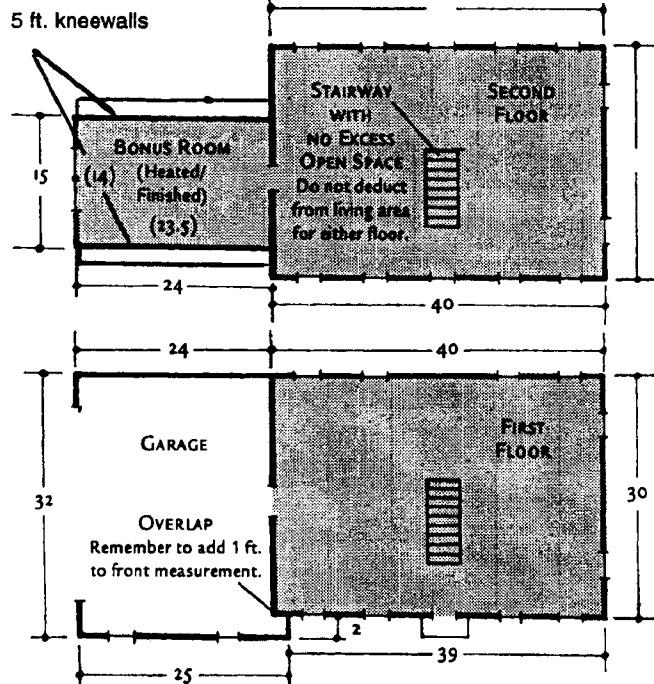 5 ft. kneewalls
STAIRWAY
WITH
NO EXCESS
OPEN SPACE
Do not deduct
from living area
for either floor.
SECOND
FLOOR
BONUS ROOM
(Heated/
Finished)
(14)
(23.5)
15
24
40
24
40
GARAGE
FIRST
FLOOR
32
30
OVERLAP
Remember to add 1 ft.
to front measurement.
2
25
39